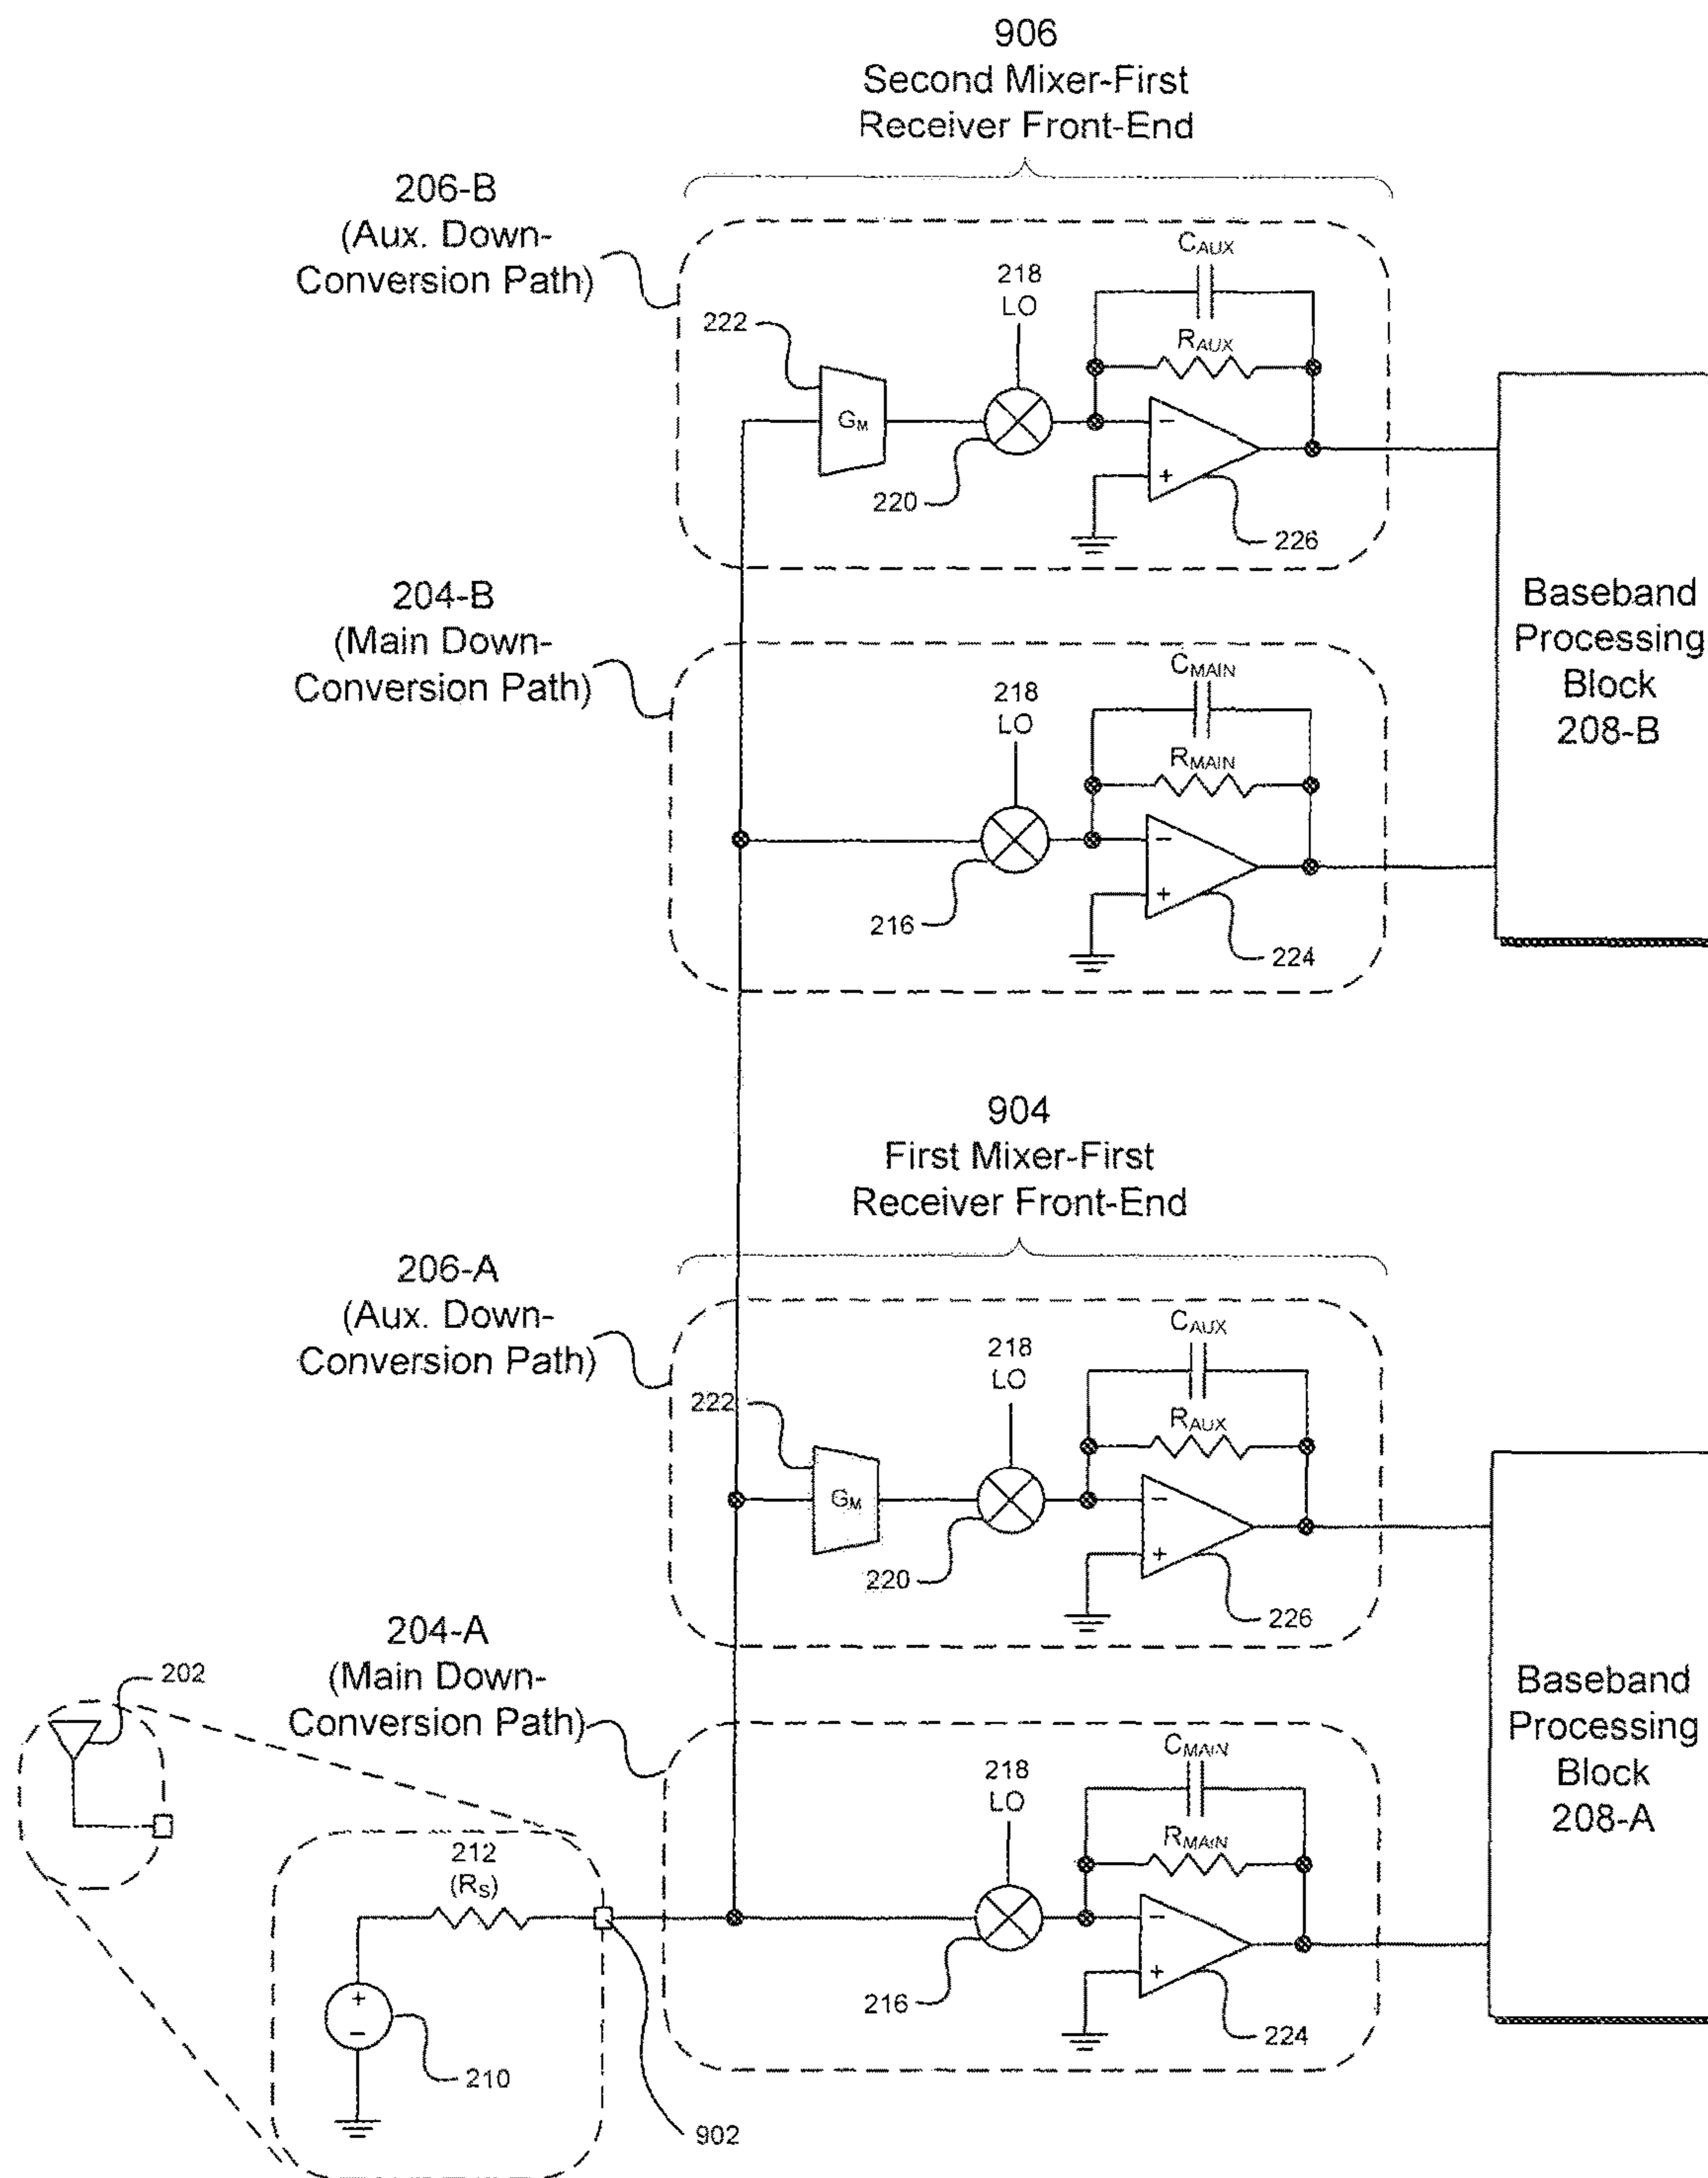 906
Second Mixer-First
Receiver Front-End
206-B
(Aux. Down-
Conversion Path)
CAUX
218
LO
222
RAUX
GM
−
+
220
226
204-B
(Main Down-
Conversion Path)
CMAIN
218
LO
RMAIN
−
+
216
224
Baseband
Processing
Block
208-B
904
First Mixer-First
Receiver Front-End
206-A
(Aux. Down-
Conversion Path)
CAUX
218
LO
222
RAUX
GM
−
+
220
226
204-A
(Main Down-
Conversion Path)
202
CMAIN
218
LO
RMAIN
212
(RS)
−
+
216
224
Baseband
Processing
Block
208-A
+
−
210
902